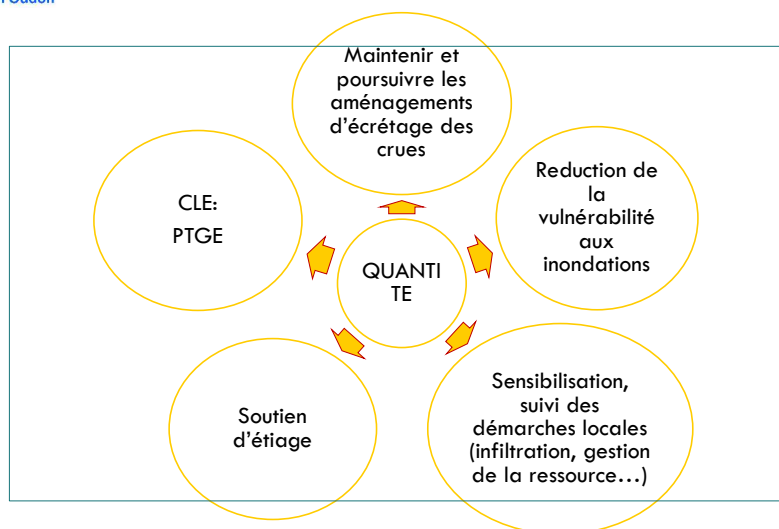 l'Oudon
Maintenir et
poursuivre les
aménagements
d'écrêtage des
crues
Reduction de
la
vulnérabilité
aux
inondations
CLE:
PTGE
QUANTI
TE
Soutien
d'étiage
Sensibilisation,
suivi des
démarches locales
(infiltration, gestion
de la ressource…)